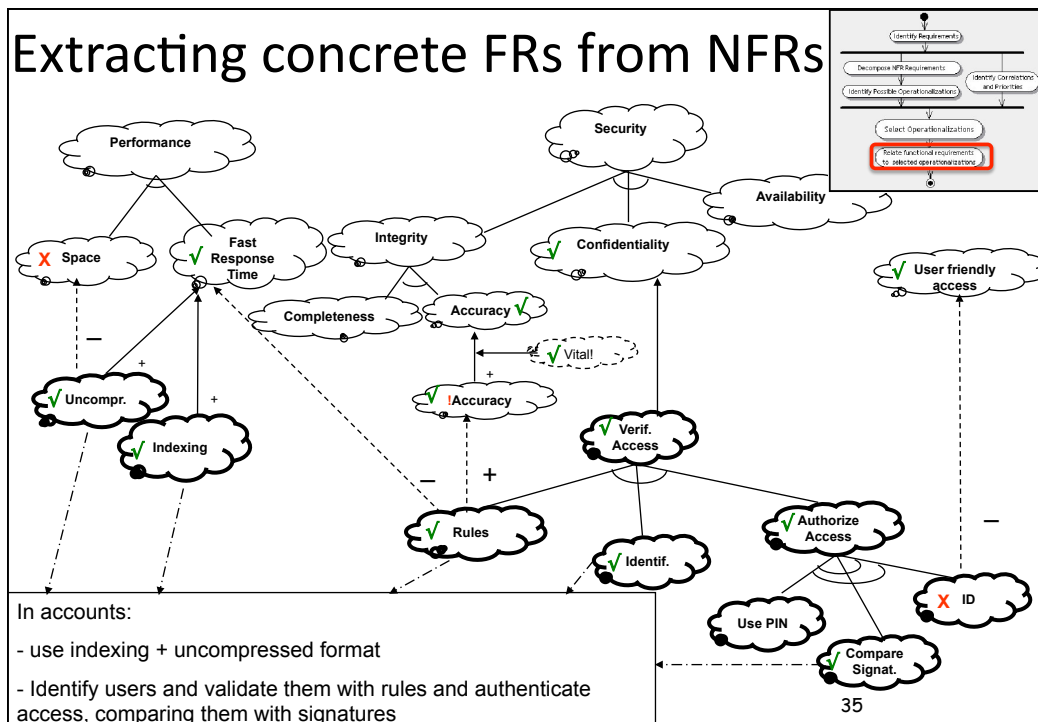 Extracting concrete FRs from NFRs
Identify Requirements
Decompose NFR Requirements
Identify Possible Operationalizations
Identify Correlations
and Priorities
Select Operationalizations
Relate functional requirements
to selected operationalizations
Performance
Security
Availability
X Space
√ Fast
Response
Time
Integrity
√ Confidentiality
√ User friendly
access
Completeness
Accuracy √
√ Vital!
–
+
+
+
√ !Accuracy
√ Uncompr.
√ Indexing
√ Verif.
Access
–
+
–
√ Rules
√ Identif.
√ Authorize
Access
X ID
Use PIN
√ Compare
Signat.
In accounts:
- use indexing + uncompressed format
- Identify users and validate them with rules and authenticate
access, comparing them with signatures
35